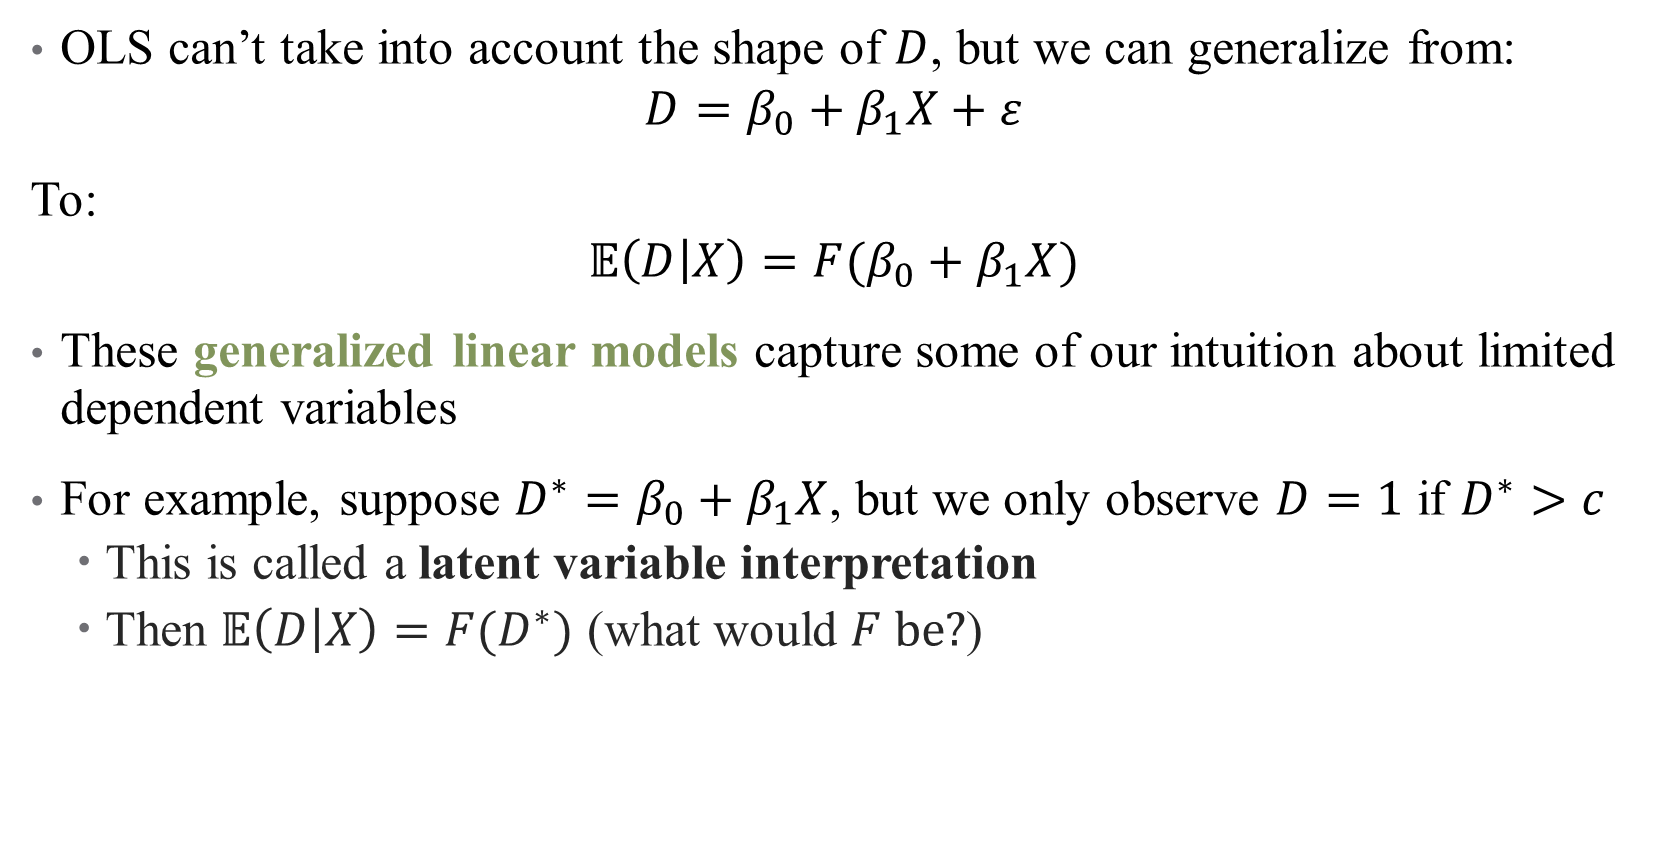 • OLS can’t take into account the shape of D, but we can generalize from:
D = β₀ + β₁X + ε
To:
𝔼(D|X) = F(β₀ + β₁X)
• These generalized linear models capture some of our intuition about limited
dependent variables
• For example, suppose D* = β₀ + β₁X, but we only observe D = 1 if D* > c
• This is called a latent variable interpretation
• Then 𝔼(D|X) = F(D*) (what would F be?)